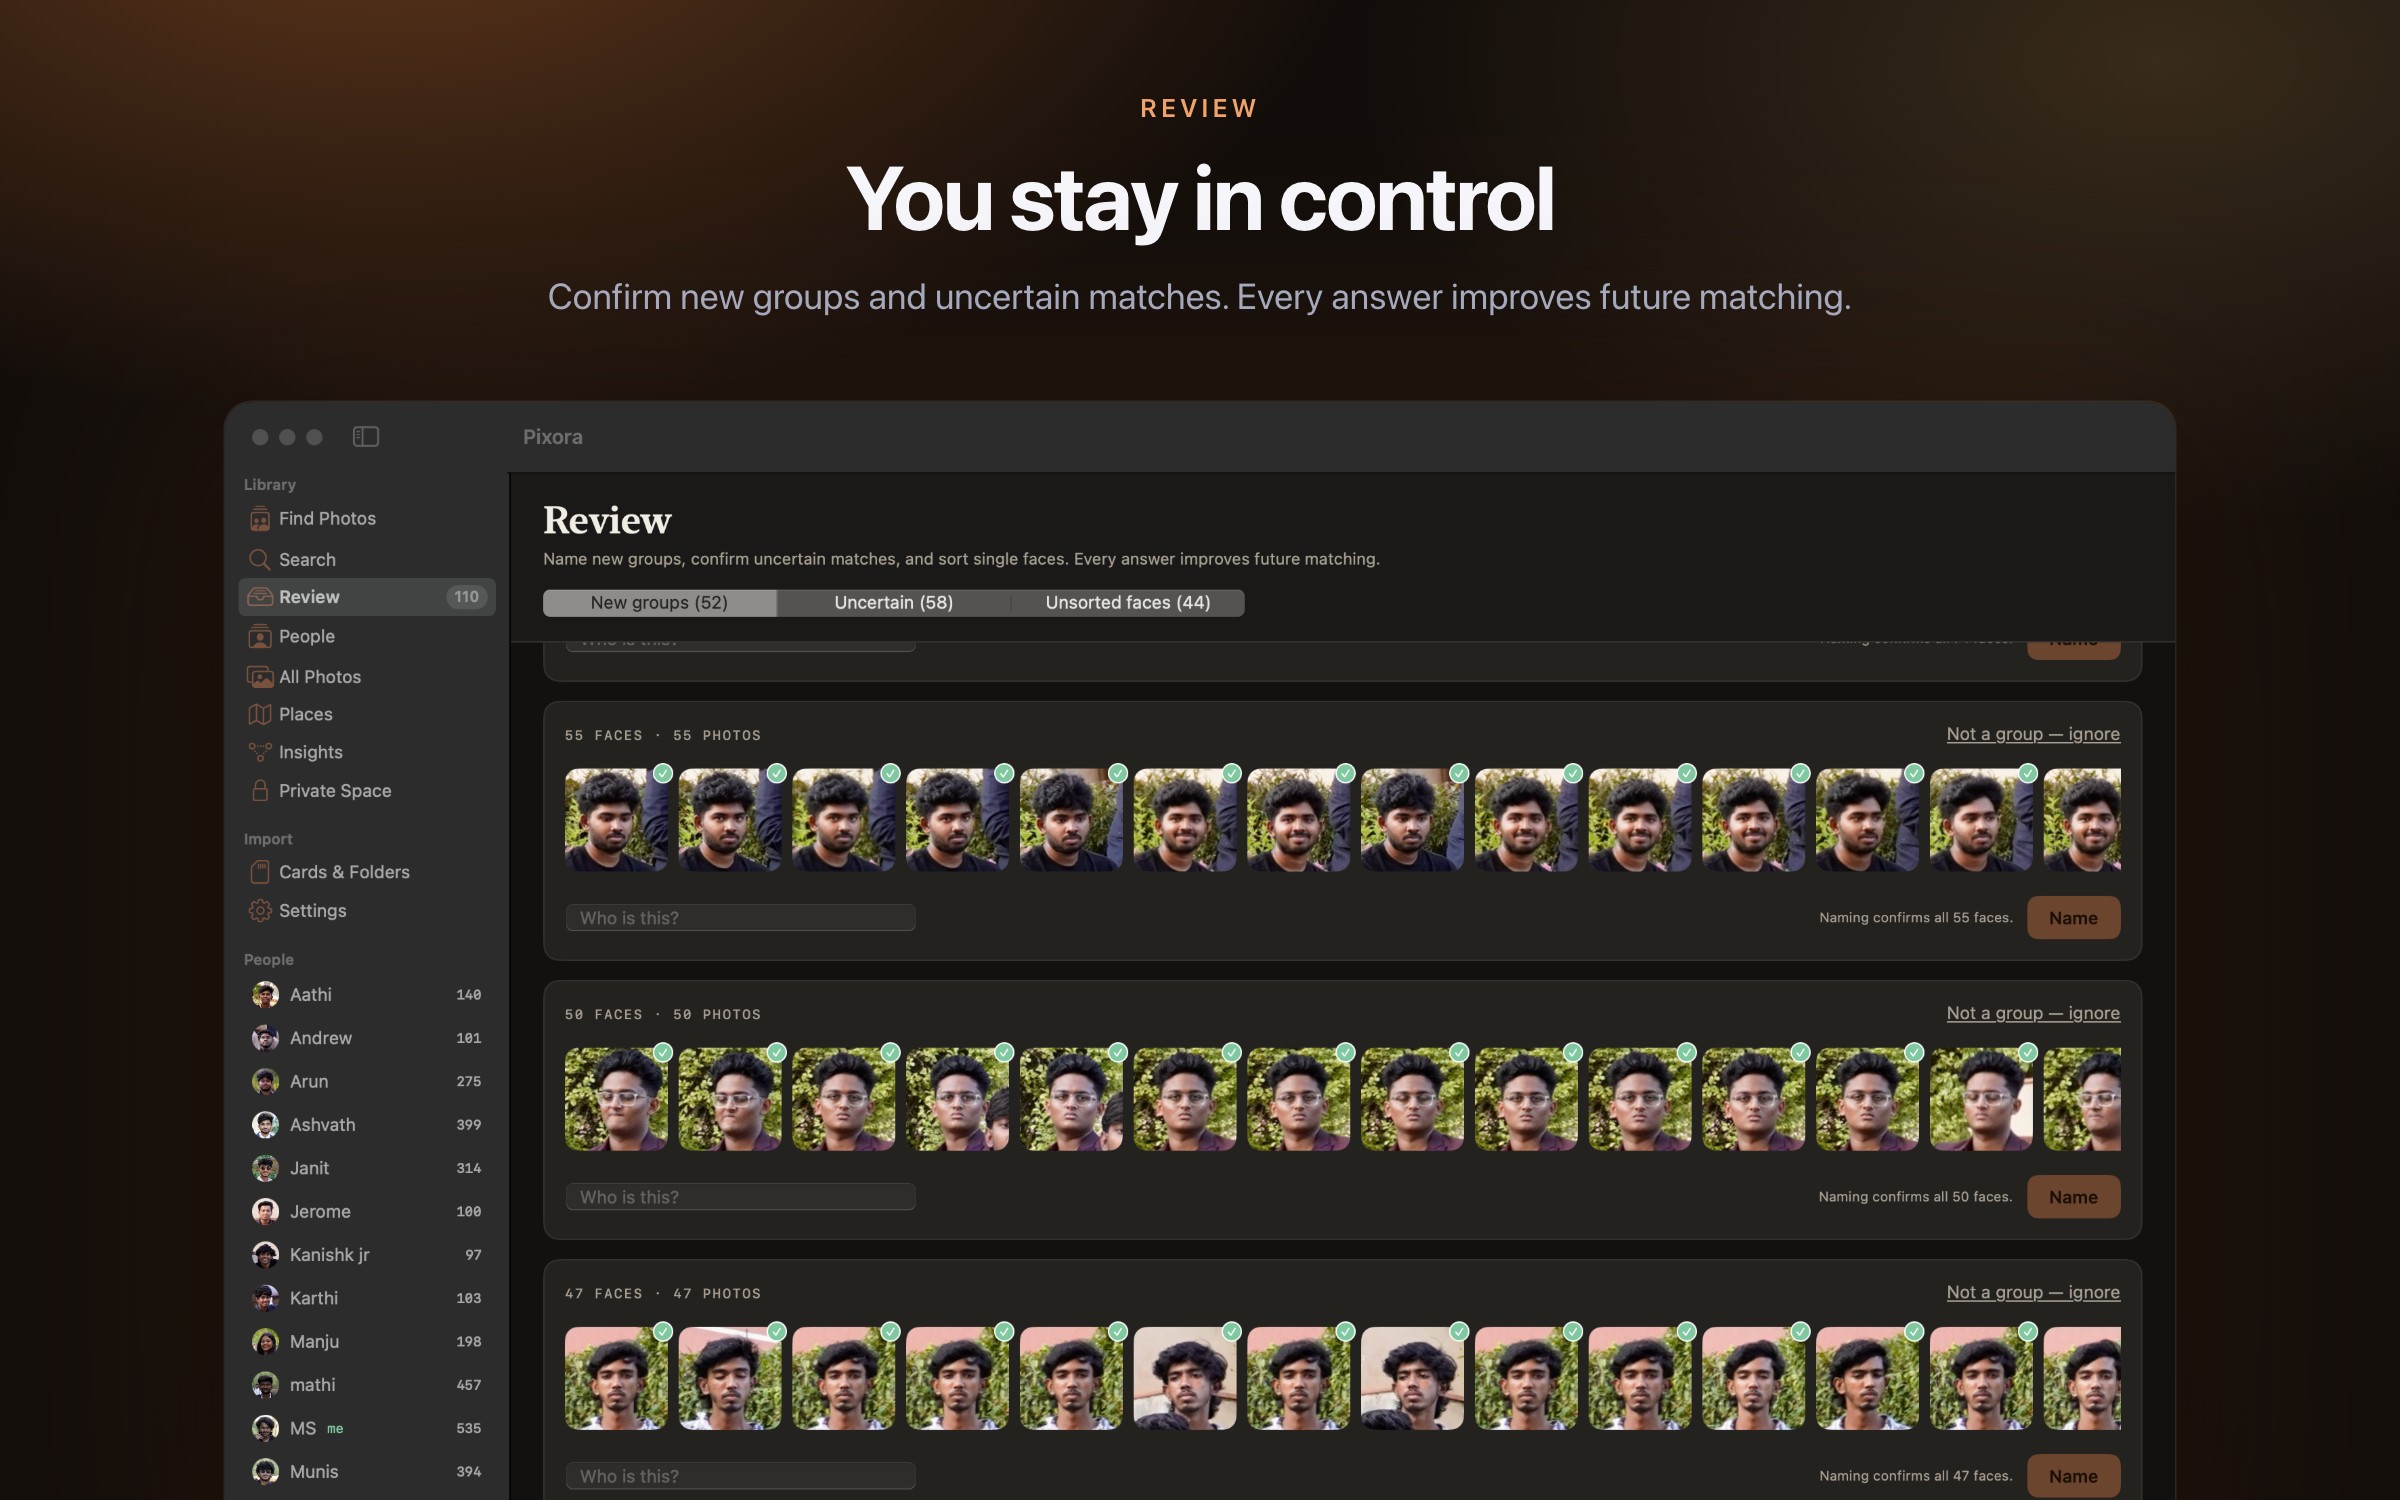 REVIEW
You stay in control
Confirm new groups and uncertain matches. Every answer improves future matching.
Pixora
Library
Find Photos
Search
Review 110
People
All Photos
Places
Insights
Private Space
Import
Cards & Folders
Settings
People
Aathi 140
Andrew 101
Arun 275
Ashvath 399
Janit 314
Jerome 100
Kanishk jr 97
Karthi 103
Manju 198
mathi 457
MS me 535
Munis 394
Review
Name new groups, confirm uncertain matches, and sort single faces. Every answer improves future matching.
New groups (52) Uncertain (58) Unsorted faces (44)
Who is this? Name
55 FACES · 55 PHOTOS Not a group — ignore
Who is this? Naming confirms all 55 faces. Name
50 FACES · 50 PHOTOS Not a group — ignore
Who is this? Naming confirms all 50 faces. Name
47 FACES · 47 PHOTOS Not a group — ignore
Who is this? Naming confirms all 47 faces. Name